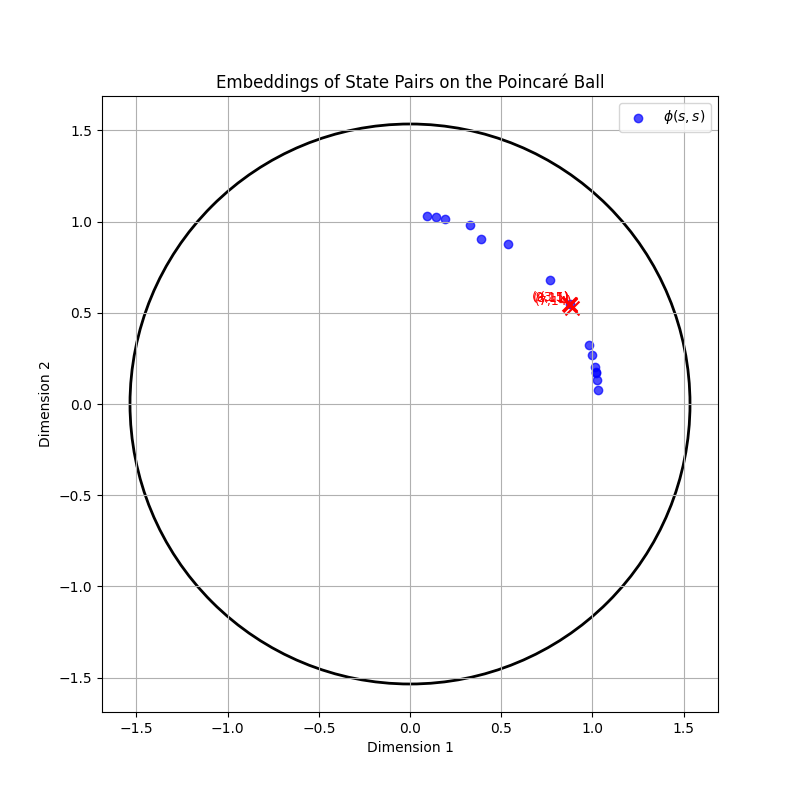 Embeddings of State Pairs on the Poincaré Ball
ϕ(s, s)
1.5
1.0
0.5
0.0
−0.5
−1.0
−1.5
Dimension 2
−1.5 −1.0 −0.5 0.0 0.5 1.0 1.5
Dimension 1